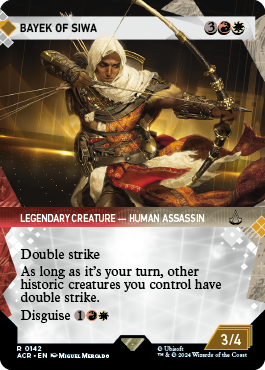 BAYEK OF SIWA 3
LEGENDARY CREATURE — HUMAN ASSASSIN
Double strike
As long as it's your turn, other
historic creatures you control have
double strike.
Disguise 1
3/4
R 0142
ACR • EN MIGUEL MERCADO
© Ubisoft
™ & © 2024 Wizards of the Coast